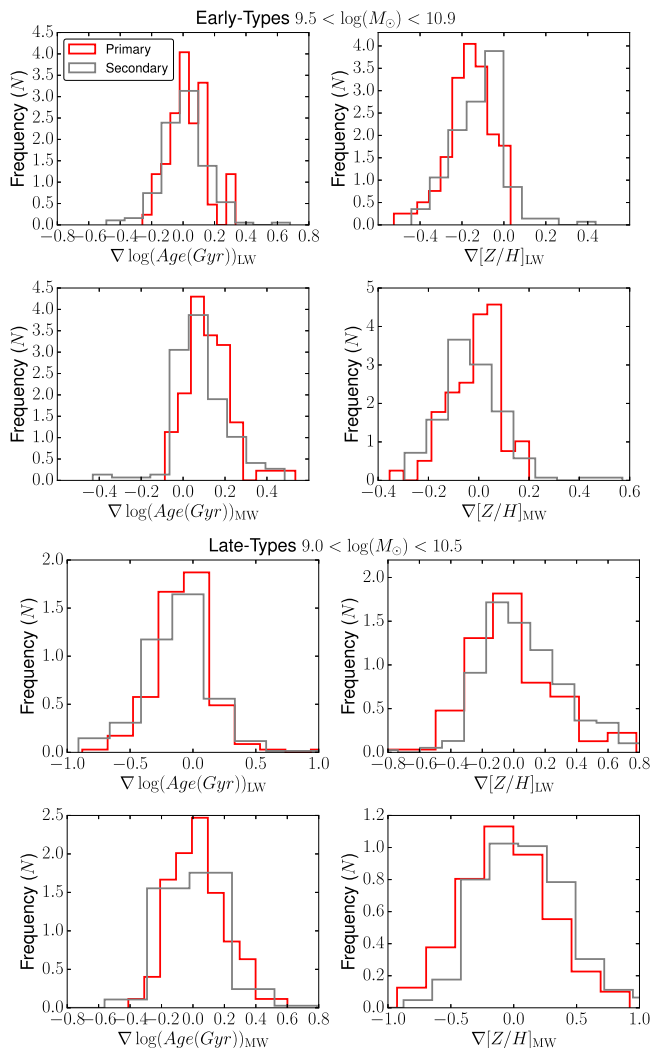 Early-Types 9.5 < log(M⊙) < 10.9
Primary
Secondary
Frequency (N)
4.5
4.0
3.5
3.0
2.5
2.0
1.5
1.0
0.5
0.0
−0.8 −0.6 −0.4 −0.2 0.0 0.2 0.4 0.6 0.8
∇ log(Age(Gyr))LW
Frequency (N)
4.0
3.5
3.0
2.5
2.0
1.5
1.0
0.5
0.0
−0.4 −0.2 0.0 0.2 0.4
∇[Z/H]LW
Frequency (N)
4.5
4.0
3.5
3.0
2.5
2.0
1.5
1.0
0.5
0.0
−0.4 −0.2 0.0 0.2 0.4
∇ log(Age(Gyr))MW
Frequency (N)
5
4
3
2
1
0
−0.4 −0.2 0.0 0.2 0.4 0.6
∇[Z/H]MW
Late-Types 9.0 < log(M⊙) < 10.5
Frequency (N)
2.0
1.5
1.0
0.5
0.0
−1.0 −0.5 0.0 0.5 1.0
∇ log(Age(Gyr))LW
Frequency (N)
2.0
1.5
1.0
0.5
0.0
−0.8 −0.6 −0.4 −0.2 0.0 0.2 0.4 0.6 0.8
∇[Z/H]LW
Frequency (N)
2.5
2.0
1.5
1.0
0.5
0.0
−0.8 −0.6 −0.4 −0.2 0.0 0.2 0.4 0.6 0.8
∇ log(Age(Gyr))MW
Frequency (N)
1.2
1.0
0.8
0.6
0.4
0.2
0.0
−1.0 −0.5 0.0 0.5 1.0
∇[Z/H]MW